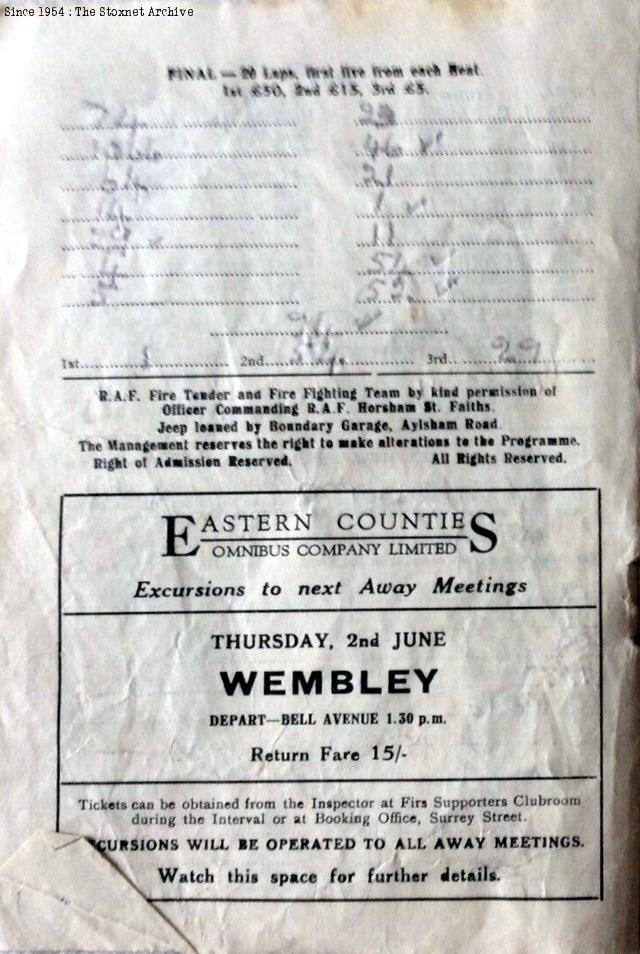 Since 1954 : The Stoxnet Archive
FINAL — 20 Laps, first five from each Heat.
1st £50, 2nd £15, 3rd £5.
46
21
1
11
1st 2nd 3rd 29
R.A.F. Fire Tender and Fire Fighting Team by kind permission of
Officer Commanding R.A.F. Horsham St. Faiths.
Jeep loaned by Boundary Garage, Aylsham Road.
The Management reserves the right to make alterations to the Programme.
Right of Admission Reserved. All Rights Reserved.
EASTERN COUNTIES
OMNIBUS COMPANY LIMITED
Excursions to next Away Meetings
THURSDAY, 2nd JUNE
WEMBLEY
DEPART—BELL AVENUE 1.30 p.m.
Return Fare 15/-
Tickets can be obtained from the Inspector at Firs Supporters Clubroom
during the Interval or at Booking Office, Surrey Street.
CURSIONS WILL BE OPERATED TO ALL AWAY MEETINGS.
Watch this space for further details.